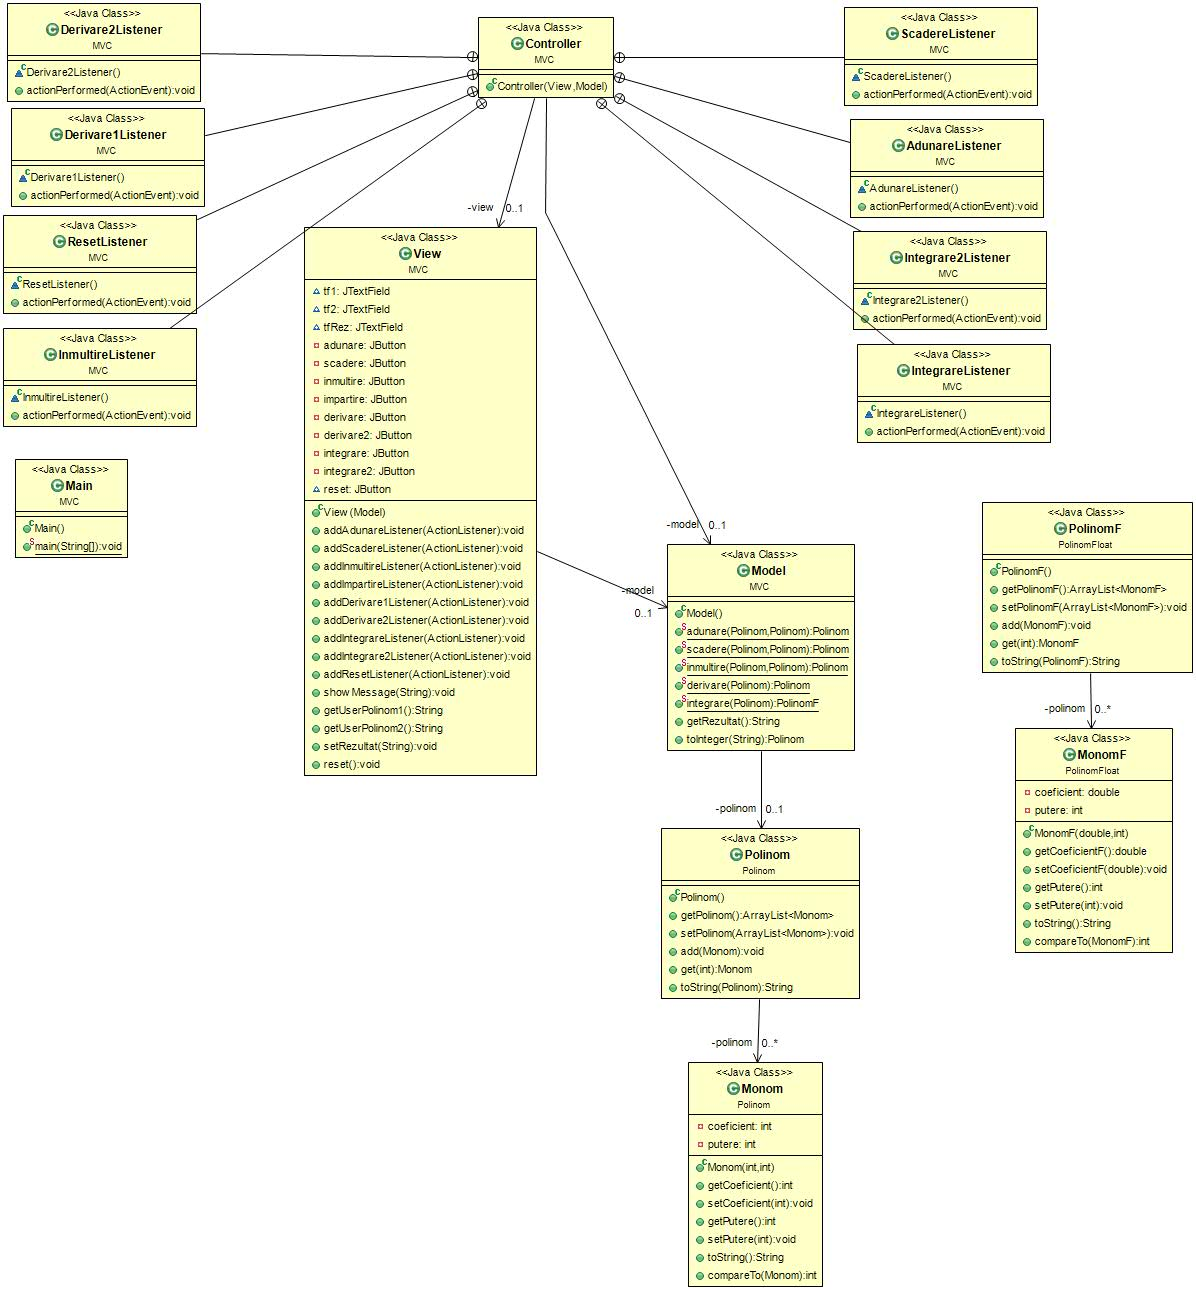 <<Java Class>>
Derivare2Listener
MVC
Derivare2Listener()
actionPerformed(ActionEvent):void
<<Java Class>>
Derivare1Listener
MVC
Derivare1Listener()
actionPerformed(ActionEvent):void
<<Java Class>>
ResetListener
MVC
ResetListener()
actionPerformed(ActionEvent):void
<<Java Class>>
InmultireListener
MVC
InmultireListener()
actionPerformed(ActionEvent):void
<<Java Class>>
Main
MVC
Main()
main(String[]):void
<<Java Class>>
Controller
MVC
Controller(View,Model)
-view 0..1
<<Java Class>>
View
MVC
tf1: JTextField
tf2: JTextField
tfRez: JTextField
adunare: JButton
scadere: JButton
inmultire: JButton
impartire: JButton
derivare: JButton
derivare2: JButton
integrare: JButton
integrare2: JButton
reset: JButton
View(Model)
addAdunareListener(ActionListener):void
addScadereListener(ActionListener):void
addInmultireListener(ActionListener):void
addImpartireListener(ActionListener):void
addDerivare1Listener(ActionListener):void
addDerivare2Listener(ActionListener):void
addIntegrareListener(ActionListener):void
addIntegrare2Listener(ActionListener):void
addResetListener(ActionListener):void
showMessage(String):void
getUserPolinom1():String
getUserPolinom2():String
setRezultat(String):void
reset():void
-model
0..1
-model 0..1
<<Java Class>>
Model
MVC
Model()
adunare(Polinom,Polinom):Polinom
scadere(Polinom,Polinom):Polinom
inmultire(Polinom,Polinom):Polinom
derivare(Polinom):Polinom
integrare(Polinom):PolinomF
getRezultat():String
toInteger(String):Polinom
-polinom 0..1
<<Java Class>>
Polinom
Polinom
Polinom()
getPolinom():ArrayList<Monom>
setPolinom(ArrayList<Monom>):void
add(Monom):void
get(int):Monom
toString(Polinom):String
-polinom 0..*
<<Java Class>>
Monom
Polinom
coeficient: int
putere: int
Monom(int,int)
getCoeficient():int
setCoeficient(int):void
getPutere():int
setPutere(int):void
toString():String
compareTo(Monom):int
<<Java Class>>
ScadereListener
MVC
ScadereListener()
actionPerformed(ActionEvent):void
<<Java Class>>
AdunareListener
MVC
AdunareListener()
actionPerformed(ActionEvent):void
<<Java Class>>
Integrare2Listener
MVC
Integrare2Listener()
actionPerformed(ActionEvent):void
<<Java Class>>
IntegrareListener
MVC
IntegrareListener()
actionPerformed(ActionEvent):void
<<Java Class>>
PolinomF
PolinomFloat
PolinomF()
getPolinomF():ArrayList<MonomF>
setPolinomF(ArrayList<MonomF>):void
add(MonomF):void
get(int):MonomF
toString(PolinomF):String
-polinom 0..*
<<Java Class>>
MonomF
PolinomFloat
coeficient: double
putere: int
MonomF(double,int)
getCoeficientF():double
setCoeficientF(double):void
getPutere():int
setPutere(int):void
toString():String
compareTo(MonomF):int